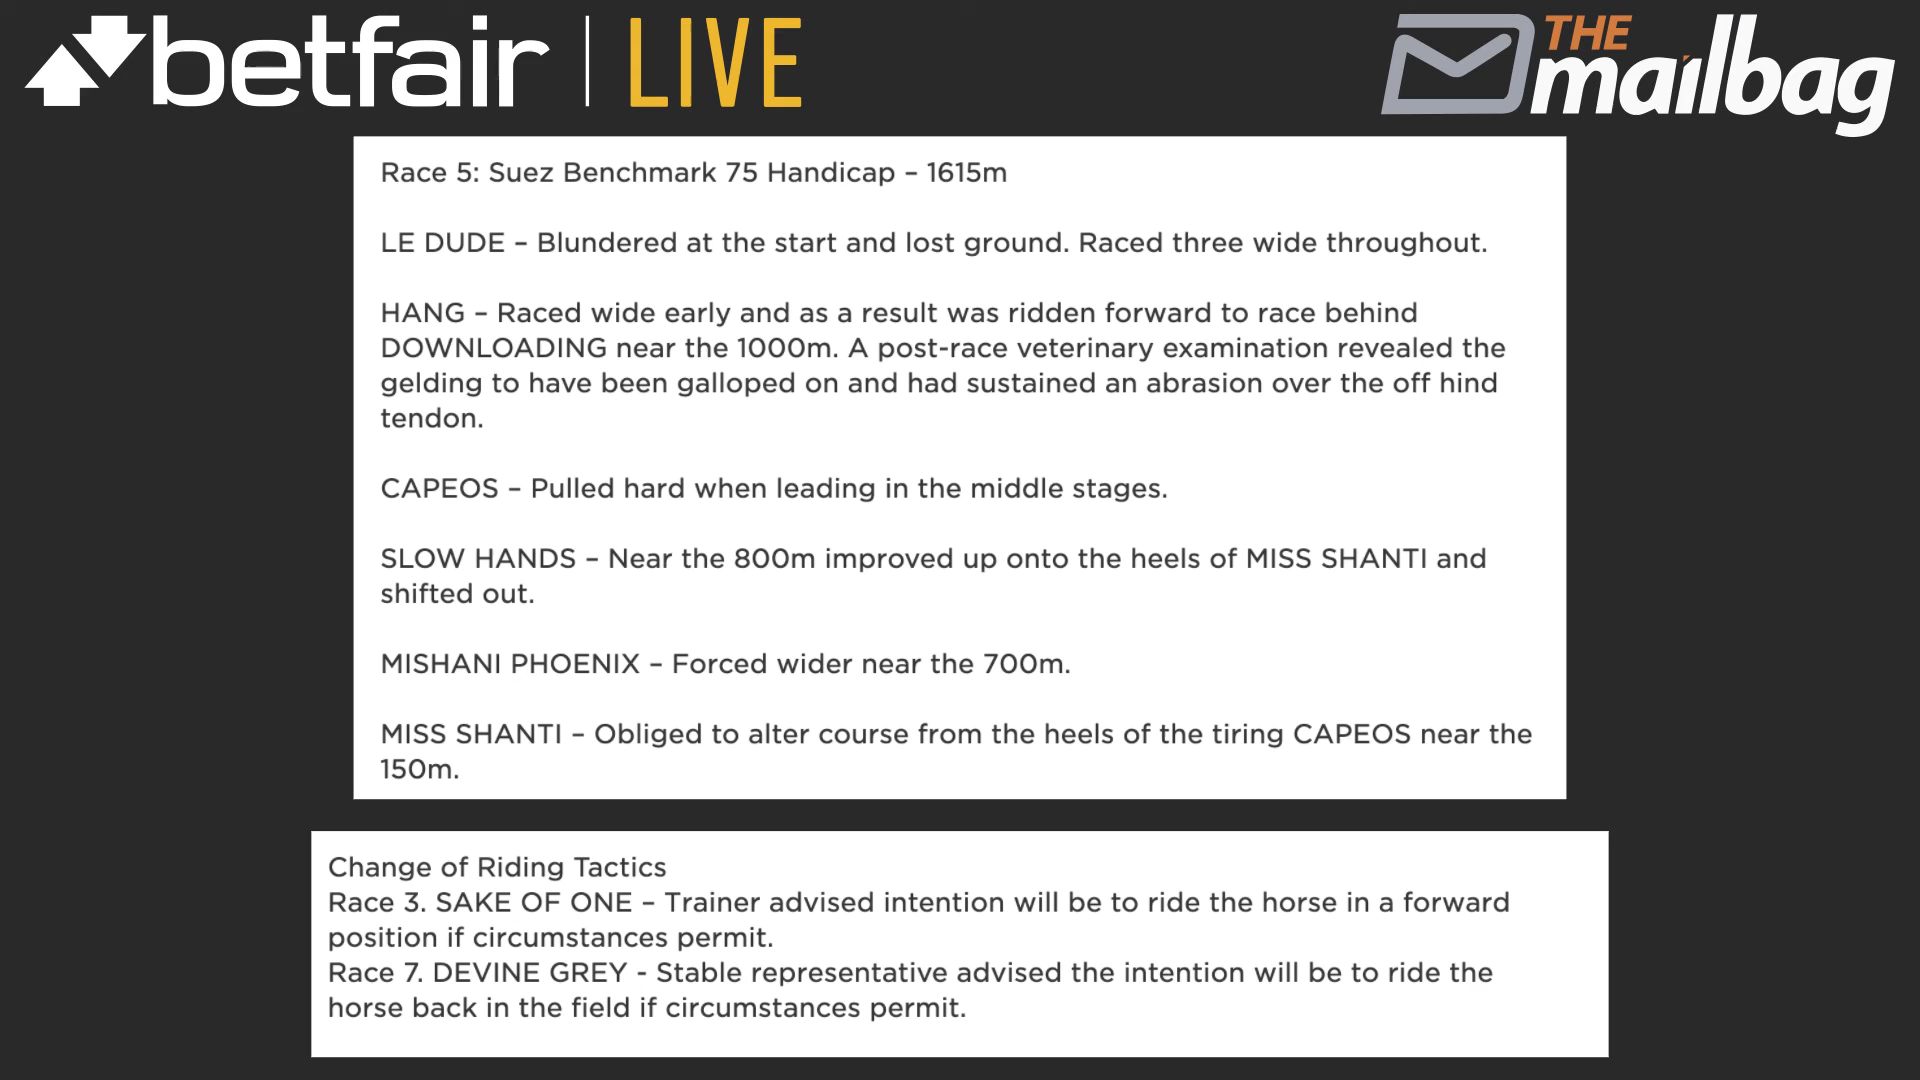 betfair | LIVE
THE mailbag
Race 5: Suez Benchmark 75 Handicap – 1615m
LE DUDE – Blundered at the start and lost ground. Raced three wide throughout.
HANG – Raced wide early and as a result was ridden forward to race behind
DOWNLOADING near the 1000m. A post-race veterinary examination revealed the
gelding to have been galloped on and had sustained an abrasion over the off hind
tendon.
CAPEOS – Pulled hard when leading in the middle stages.
SLOW HANDS – Near the 800m improved up onto the heels of MISS SHANTI and
shifted out.
MISHANI PHOENIX – Forced wider near the 700m.
MISS SHANTI – Obliged to alter course from the heels of the tiring CAPEOS near the
150m.
Change of Riding Tactics
Race 3. SAKE OF ONE – Trainer advised intention will be to ride the horse in a forward
position if circumstances permit.
Race 7. DEVINE GREY - Stable representative advised the intention will be to ride the
horse back in the field if circumstances permit.